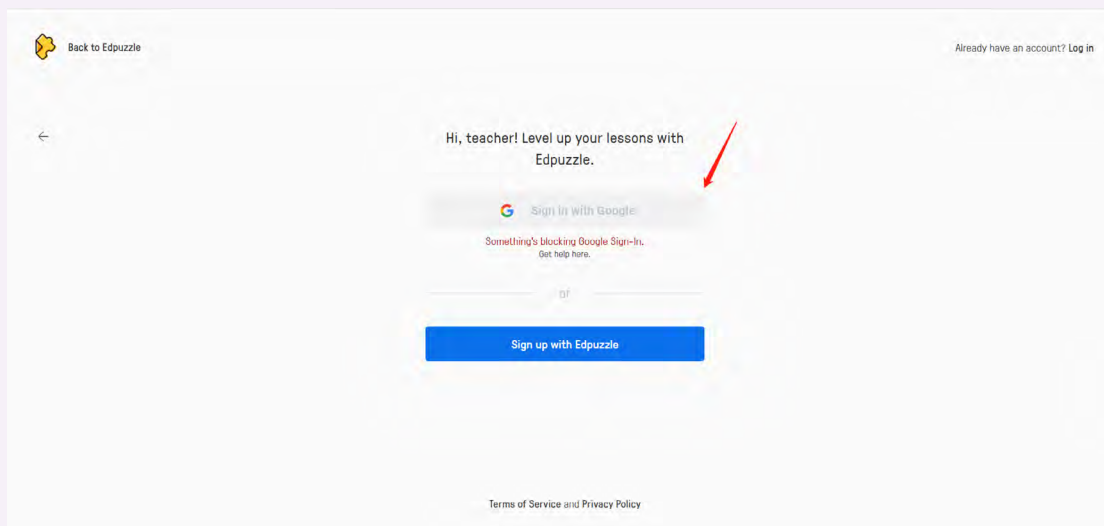 Back to Edpuzzle
Already have an account? Log in
Hi, teacher! Level up your lessons with
Edpuzzle.
Sign in with Google
Something's blocking Google Sign-In.
Get help here.
or
Sign up with Edpuzzle
Terms of Service and Privacy Policy